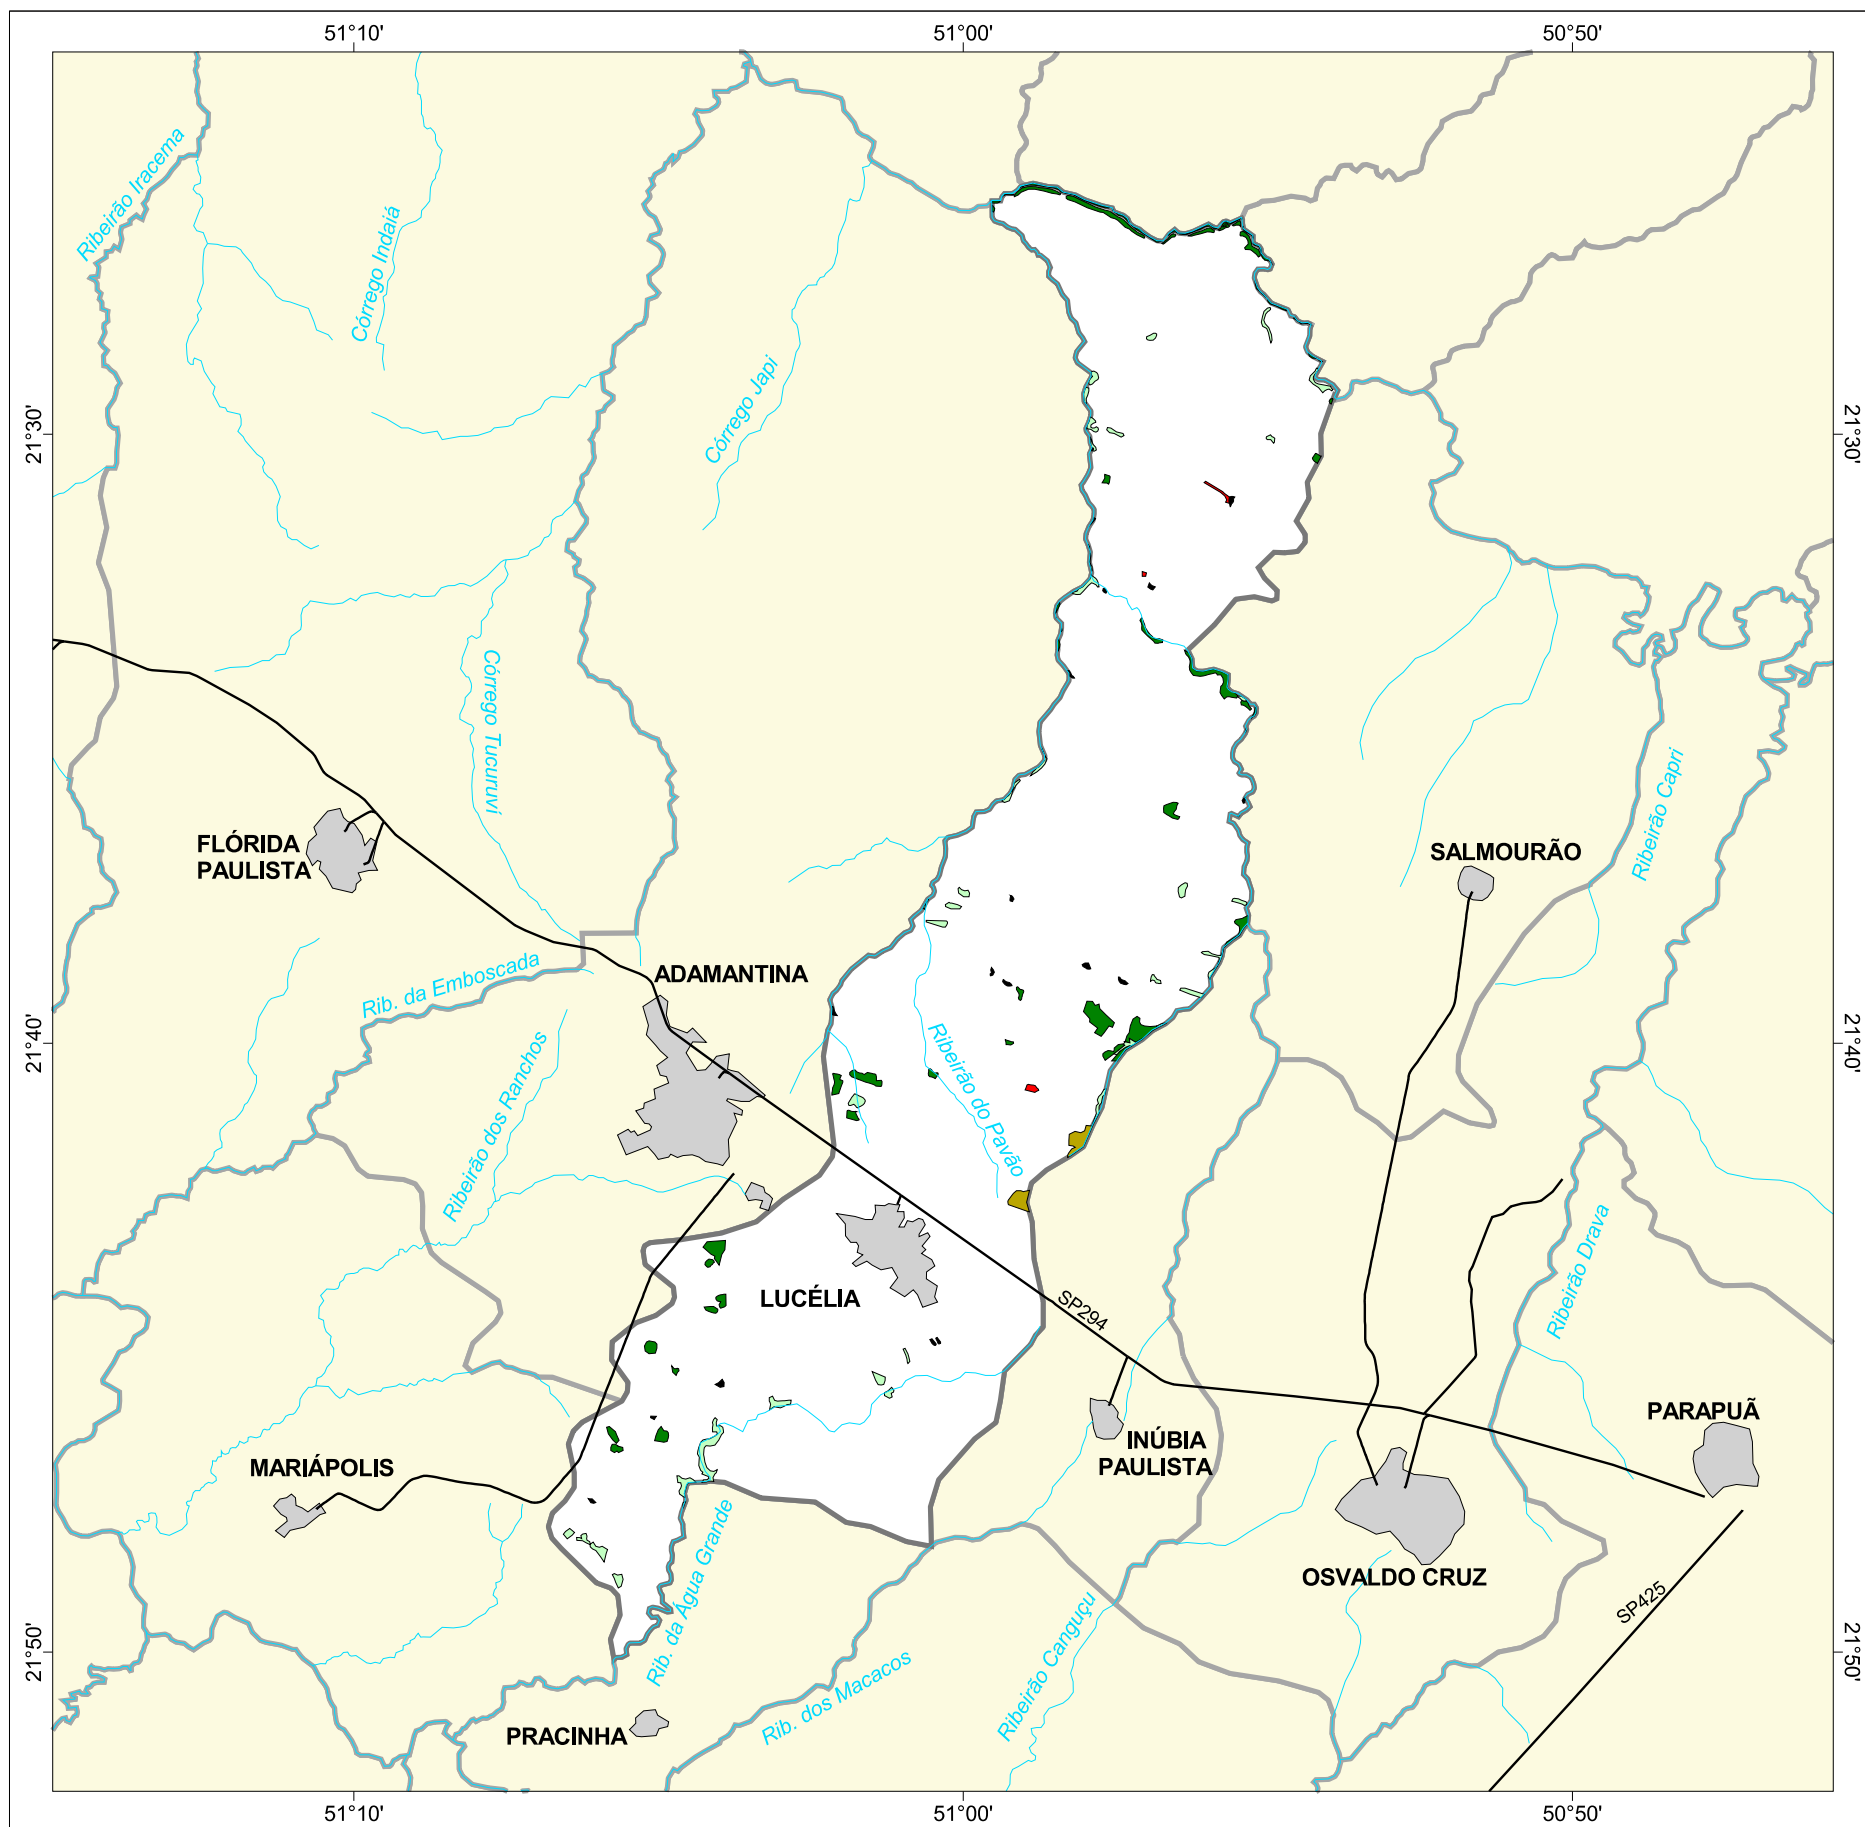 51°10'
51°00'
50°50'
Ribeirão Iracema
Córrego Indaiá
Córrego Japi
21°30'
21°30'
Córrego Tucuruvi
Ribeirão Capri
FLÓRIDA
PAULISTA
SALMOURÃO
ADAMANTINA
Rib. da Emboscada
Ribeirão dos Ranchos
Ribeirão do Pavão
21°40'
21°40'
Ribeirão Drava
LUCÉLIA
SP294
PARAPUÃ
INÚBIA
PAULISTA
MARIÁPOLIS
OSVALDO CRUZ
Rib. da Água Grande
SP425
Ribeirão Canguçu
Rib. dos Macacos
21°50'
21°50'
PRACINHA
51°10'
51°00'
50°50'